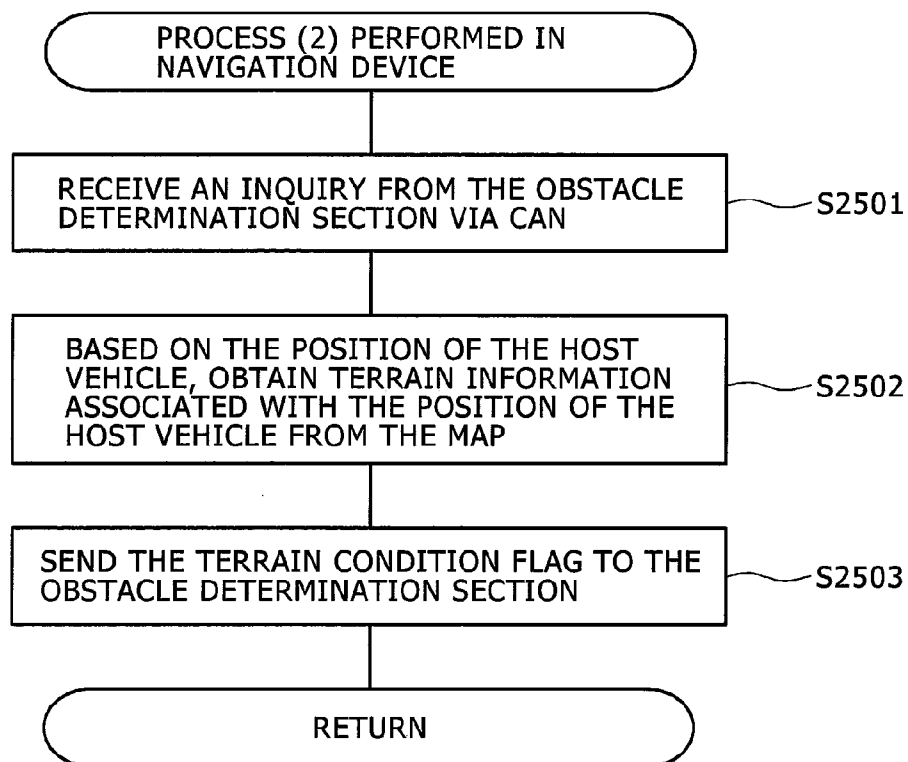 PROCESS (2) PERFORMED IN
NAVIGATION DEVICE
RECEIVE AN INQUIRY FROM THE OBSTACLE
DETERMINATION SECTION VIA CAN
S2501
BASED ON THE POSITION OF THE HOST
VEHICLE, OBTAIN TERRAIN INFORMATION
ASSOCIATED WITH THE POSITION OF THE
HOST VEHICLE FROM THE MAP
S2502
SEND THE TERRAIN CONDITION FLAG TO THE
OBSTACLE DETERMINATION SECTION
S2503
RETURN